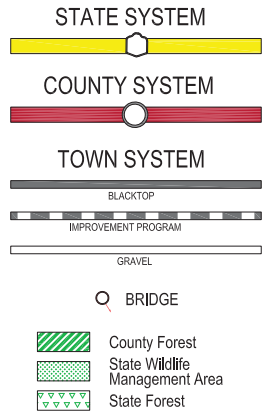 STATE SYSTEM
COUNTY SYSTEM
TOWN SYSTEM
BLACKTOP
IMPROVEMENT PROGRAM
GRAVEL
BRIDGE
County Forest
State Wildlife
Management Area
State Forest